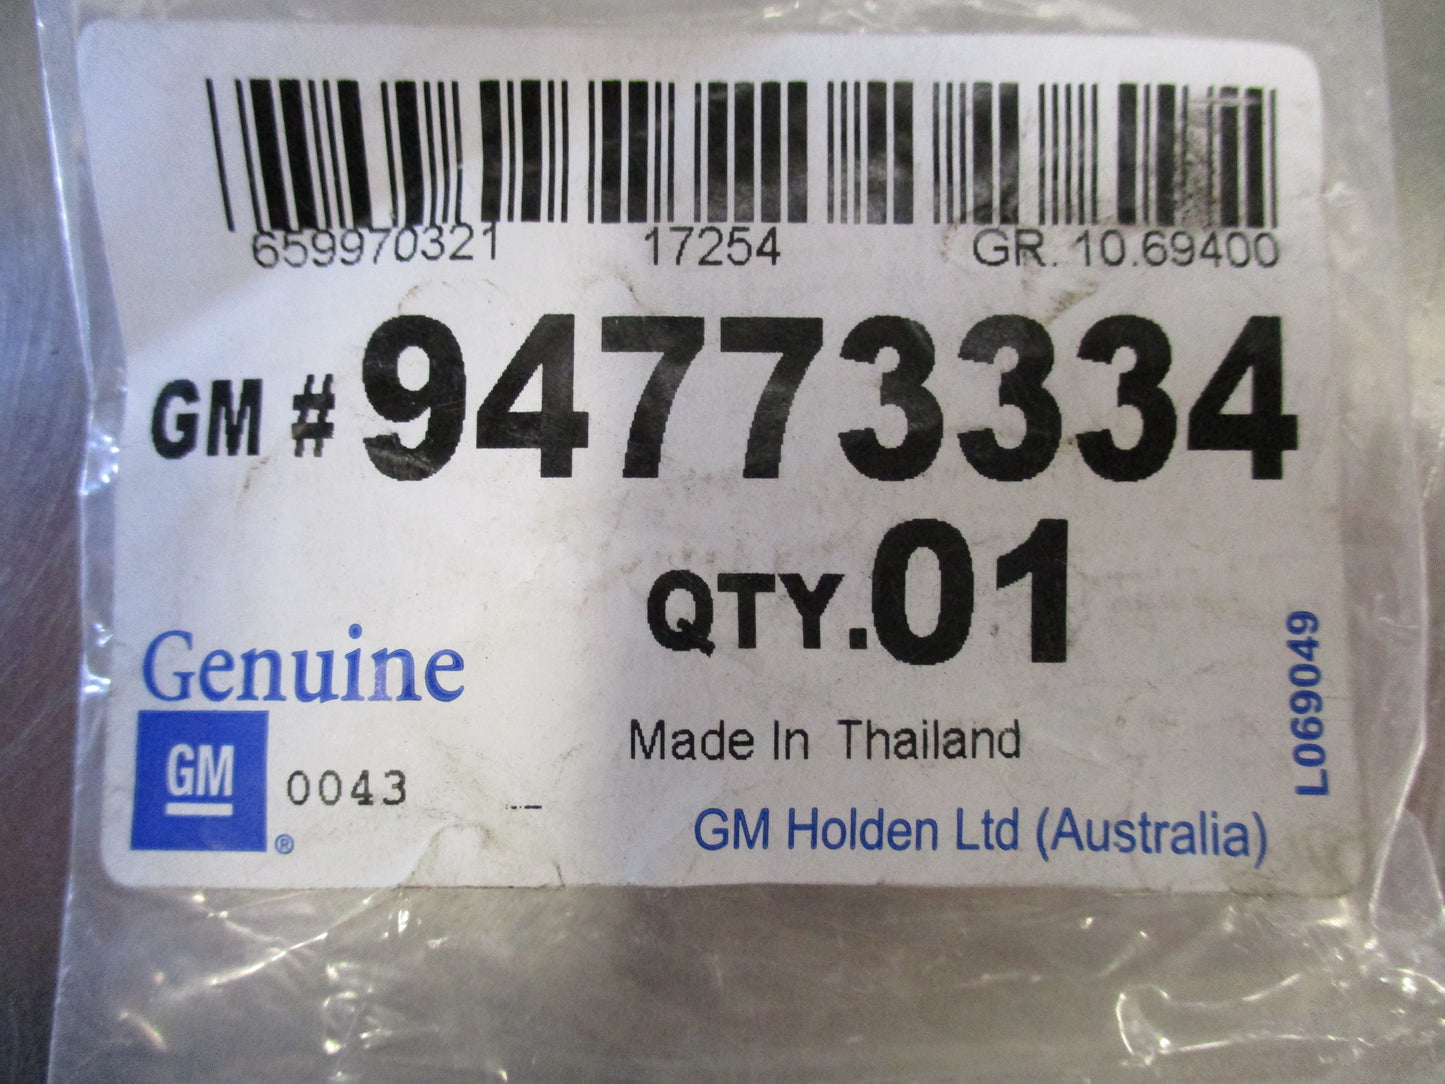 659970321 17254 GR. 10.69400
GM # 94773334
QTY. 01
Genuine
GM
®
0043
Made In Thailand
GM Holden Ltd (Australia)
L069049